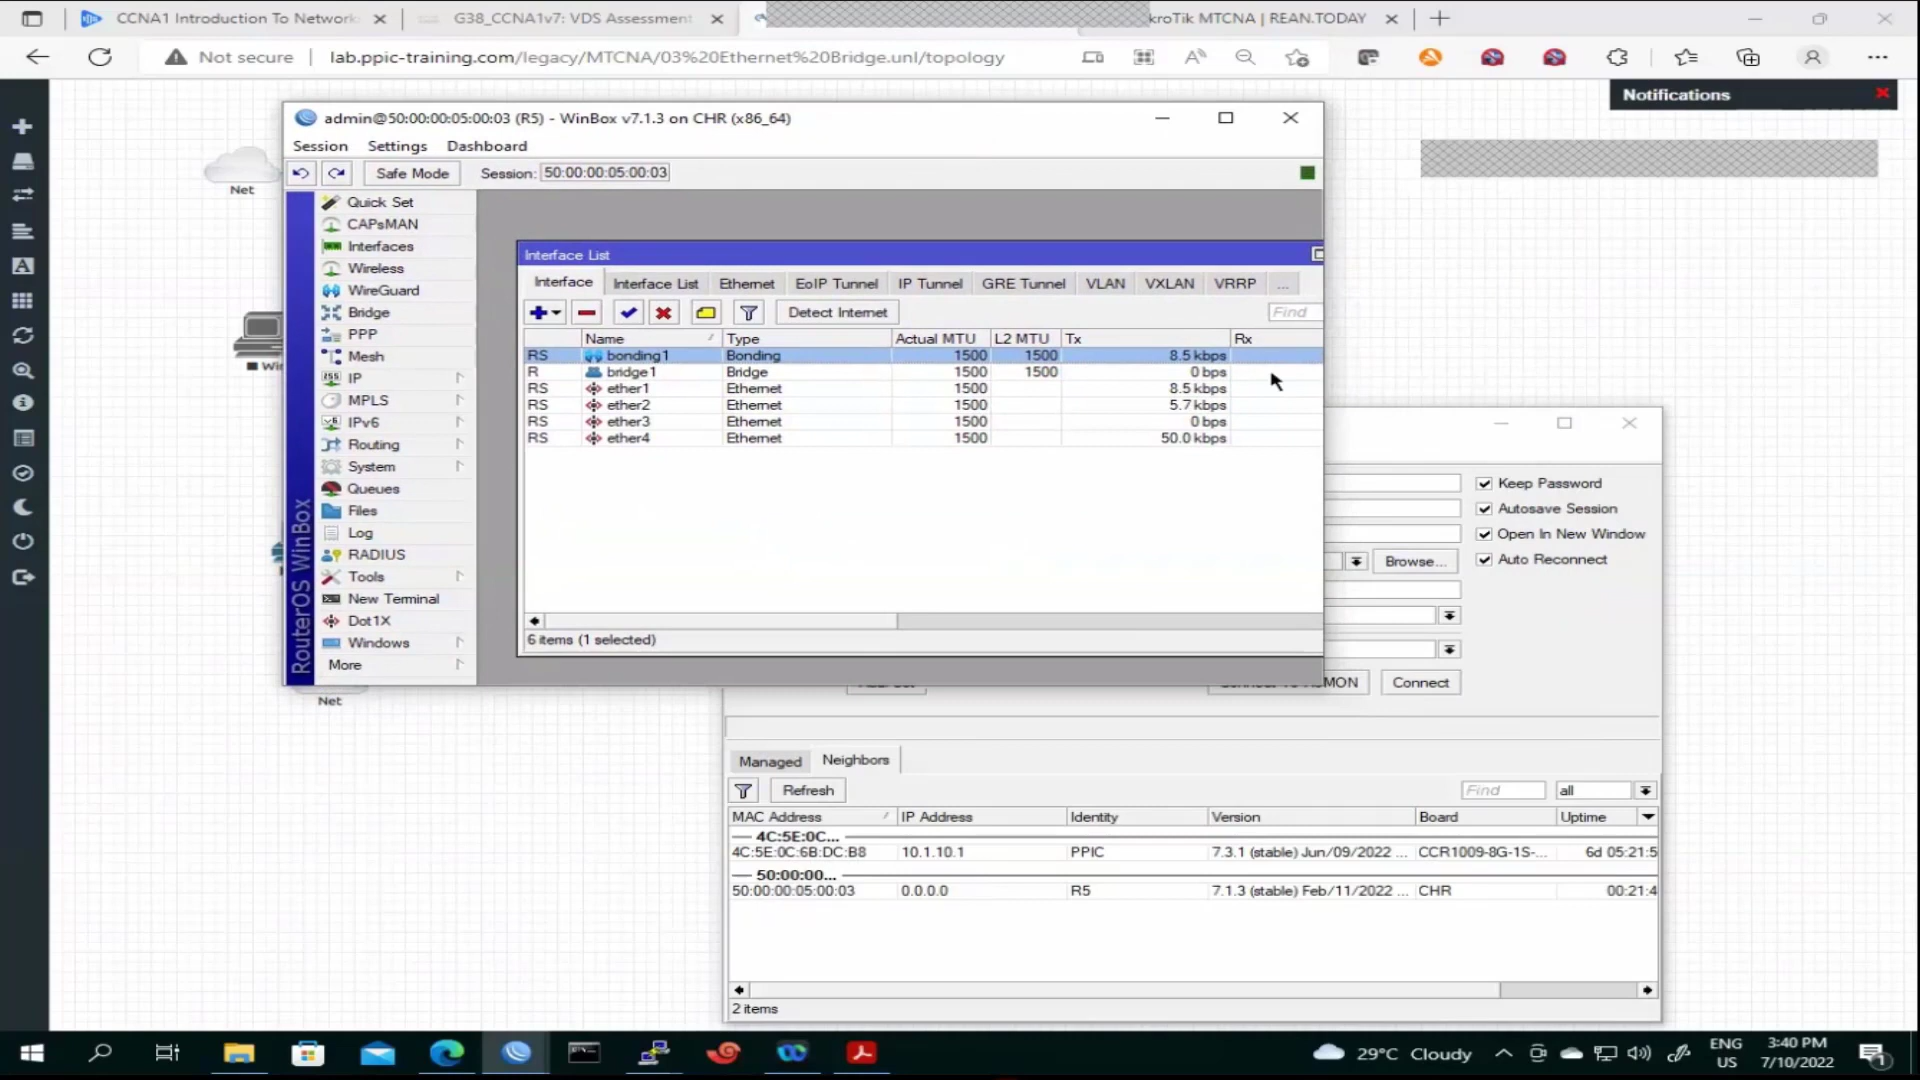 CCNA1 Introduction To Network
G38_CCNA1v7: VDS Assessment
kroTik MTCNA | REAN.TODAY
Not secure
lab.ppic-training.com/legacy/MTCNA/03%20Ethernet%20Bridge.unl/topology
Notifications
Net
admin@50:00:00:05:00:03 (R5) - WinBox v7.1.3 on CHR (x86_64)
Session Settings Dashboard
Safe Mode Session: 50:00:00:05:00:03
Quick Set
CAPsMAN
Interfaces
Wireless
WireGuard
Bridge
PPP
Mesh
IP
MPLS
IPv6
Routing
System
Queues
Files
Log
RADIUS
Tools
New Terminal
Dot1X
Windows
More
RouterOS WinBox
Interface List
Interface Interface List Ethernet EoIP Tunnel IP Tunnel GRE Tunnel VLAN VXLAN VRRP ...
Detect Internet Find
Name Type Actual MTU L2 MTU Tx Rx
RS bonding1 Bonding 1500 1500 8.5 kbps
R bridge1 Bridge 1500 1500 0 bps
RS ether1 Ethernet 1500 8.5 kbps
RS ether2 Ethernet 1500 5.7 kbps
RS ether3 Ethernet 1500 0 bps
RS ether4 Ethernet 1500 50.0 kbps
6 items (1 selected)
Net
Keep Password
Autosave Session
Browse... Open In New Window
Auto Reconnect
Connect
Managed Neighbors
Refresh Find all
MAC Address IP Address Identity Version Board Uptime
4C:5E:0C...
4C:5E:0C:6B:DC:B8 10.1.10.1 PPIC 7.3.1 (stable) Jun/09/2022 ... CCR1009-8G-1S-... 6d 05:21:5
50:00:00...
50:00:00:05:00:03 0.0.0.0 R5 7.1.3 (stable) Feb/11/2022 ... CHR 00:21:4
2 items
29°C Cloudy
ENG
US
3:40 PM
7/10/2022
1